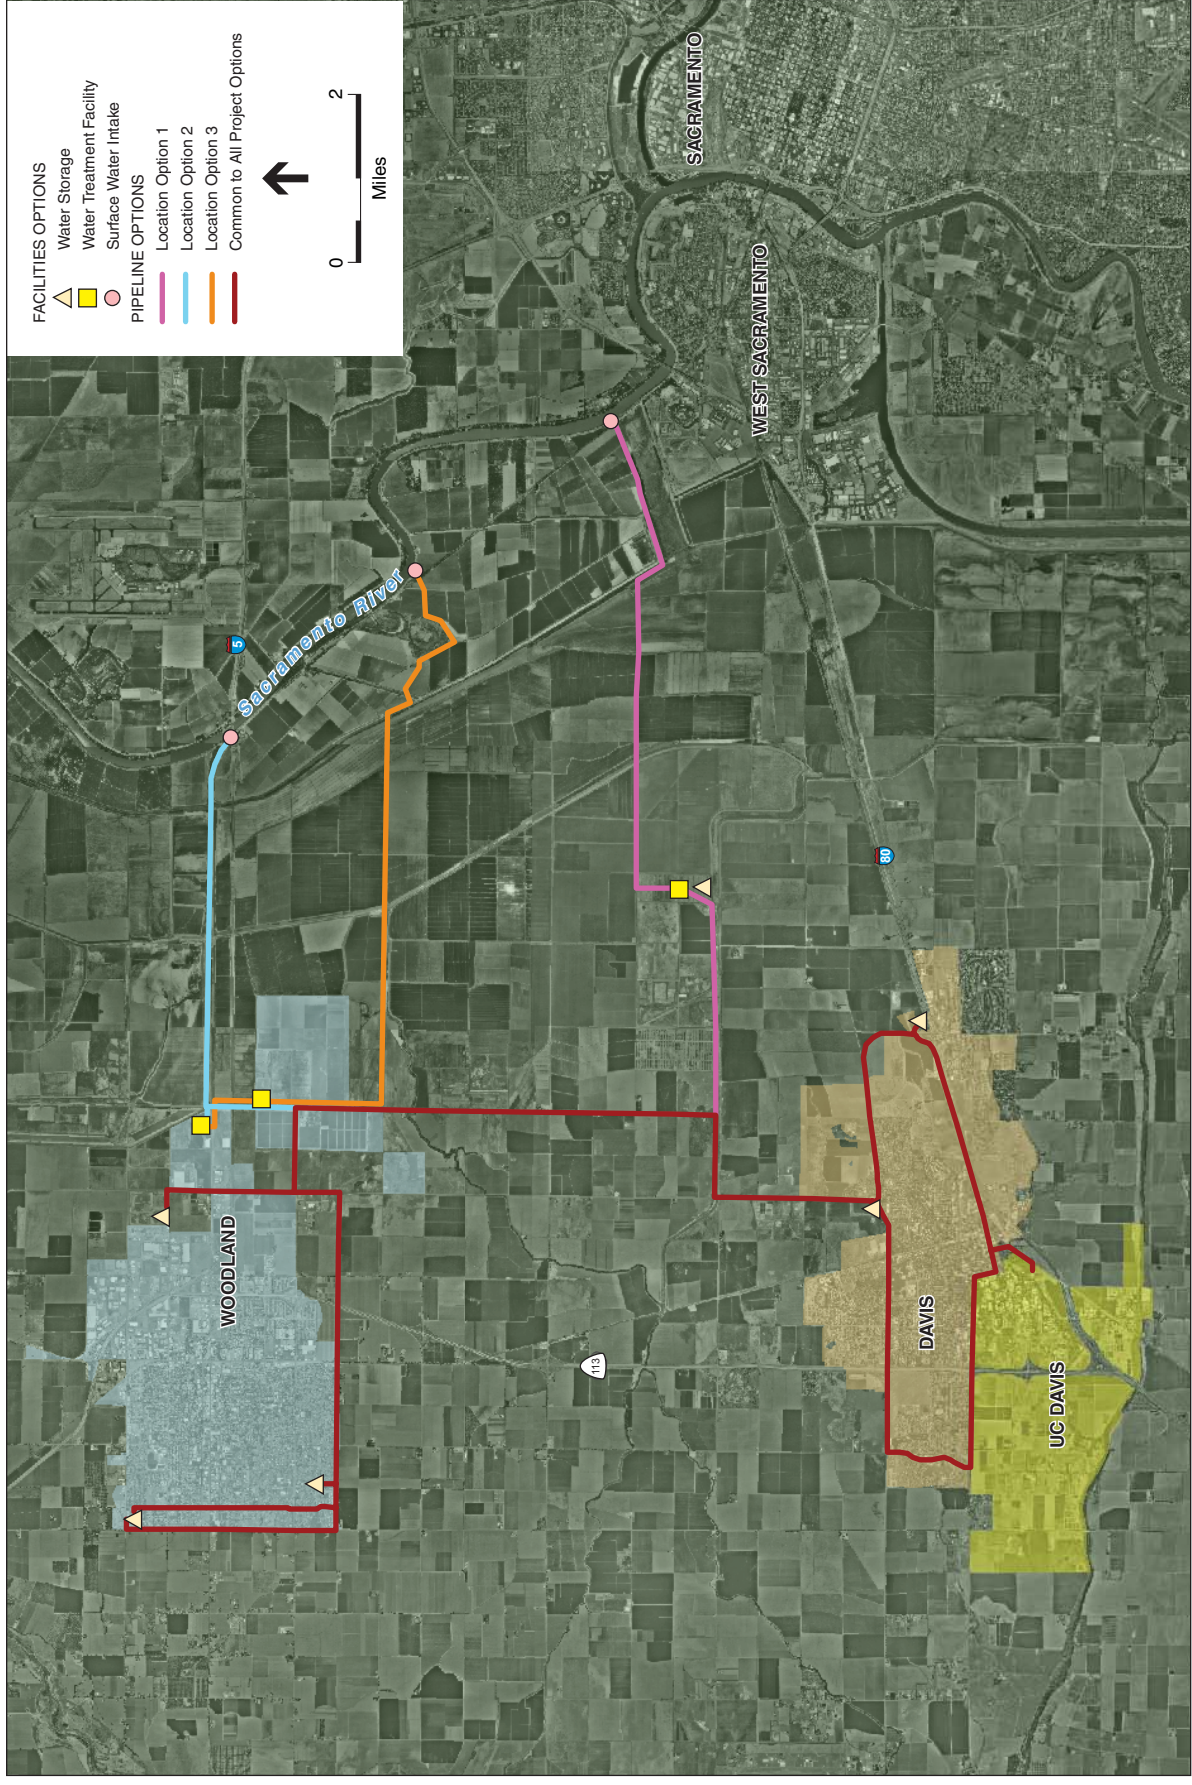 FACILITIES OPTIONS
Water Storage
Water Treatment Facility
Surface Water Intake
PIPELINE OPTIONS
Location Option 1
Location Option 2
Location Option 3
Common to All Project Options
0 2
Miles
SACRAMENTO
WEST SACRAMENTO
Sacramento River
5
80
113
WOODLAND
DAVIS
UC DAVIS